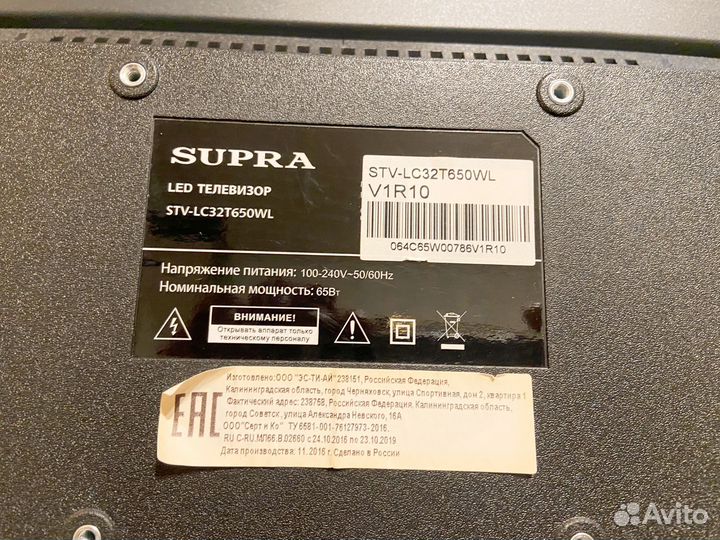 SUPRA
LED ТЕЛЕВИЗОР
STV-LC32T650WL
STV-LC32T650WL
V1R10
064C65W00786V1R10
Напряжение питания: 100-240V~50/60Hz
Номинальная мощность: 65Вт
ВНИМАНИЕ!
Открывать аппарат только
техническому персоналу
EAC
Изготовлено:ООО "ЭС-ТИ-АЙ"238151, Российская Федерация,
Калининградская область, город Черняховск, улица Спортивная, дом 2, квартира 1
Фактический адрес: 238758, Российская Федерация, Калининградская область,
город Советск, улица Александра Невского, 16А
ООО"Серт и Ко" ТУ 6581-001-76127973-2016,
RU C-RU.МЛ66.В.02660 с 24.10.2016 по 23.10.2019
Дата производства: 11.2016 г. Сделано в России
Avito